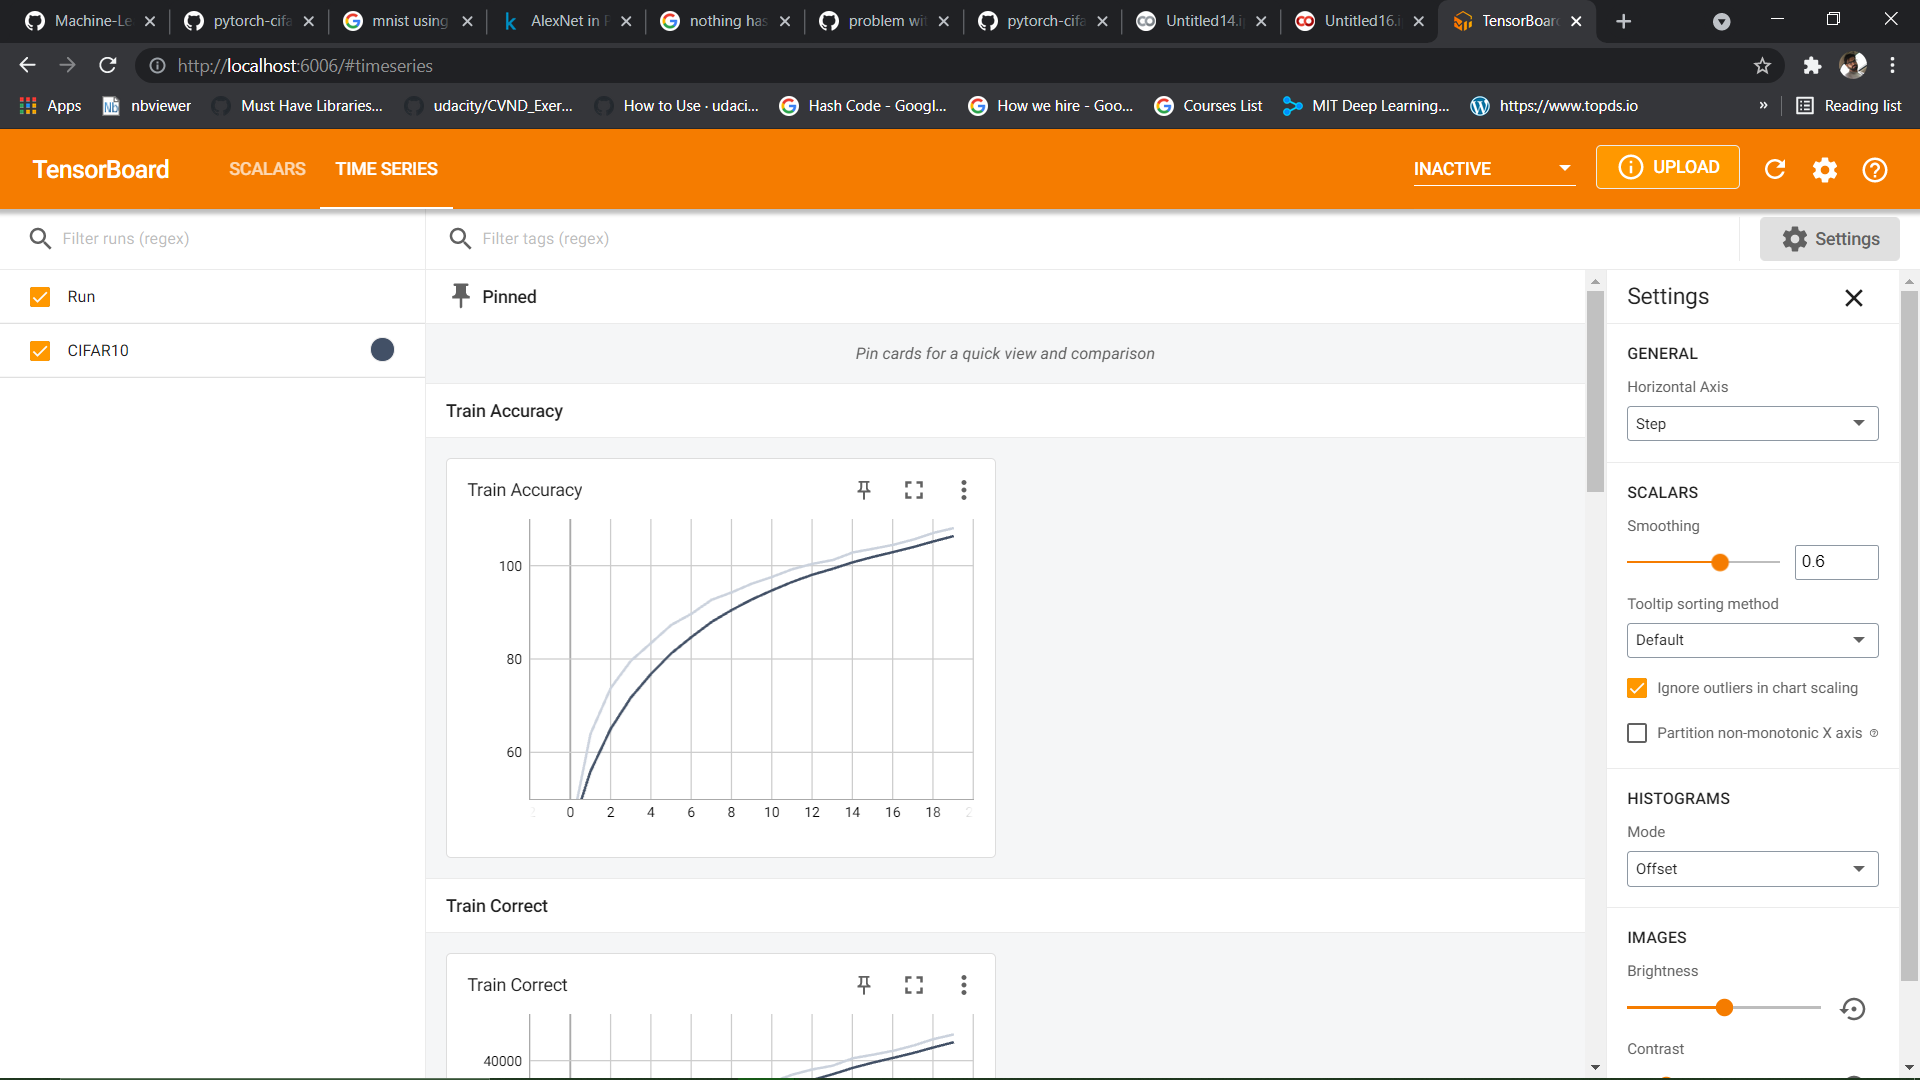 Machine-Le
pytorch-cifa
mnist using
AlexNet in P
nothing has
problem wit
pytorch-cifa
Untitled14.i
Untitled16.i
TensorBoar
http://localhost:6006/#timeseries
Apps
nbviewer
Must Have Libraries...
udacity/CVND_Exer...
How to Use · udaci...
Hash Code - Googl...
How we hire - Goo...
Courses List
MIT Deep Learning...
https://www.topds.io
»
Reading list
TensorBoard
SCALARS
TIME SERIES
INACTIVE
UPLOAD
Filter runs (regex)
Filter tags (regex)
Settings
Run
CIFAR10
Pinned
Pin cards for a quick view and comparison
Train Accuracy
Train Accuracy
100
80
60
0 2 4 6 8 10 12 14 16 18
Train Correct
Train Correct
40000
Settings
GENERAL
Horizontal Axis
Step
SCALARS
Smoothing
0.6
Tooltip sorting method
Default
Ignore outliers in chart scaling
Partition non-monotonic X axis
HISTOGRAMS
Mode
Offset
IMAGES
Brightness
Contrast